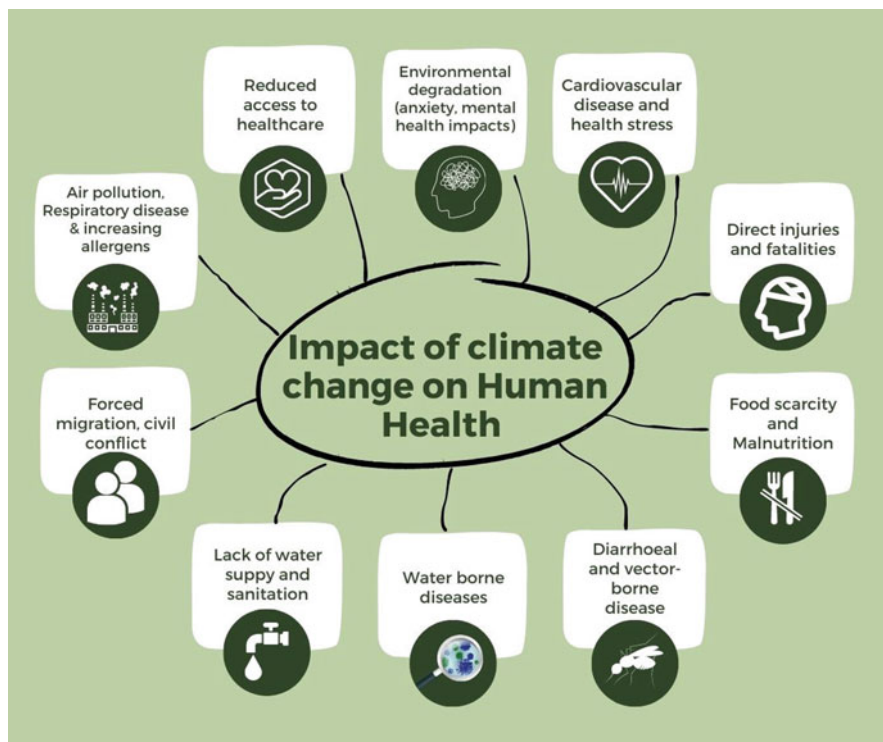 Reduced
access to
healthcare
Environmental
degradation
(anxiety, mental
health impacts)
Cardiovascular
disease and
health stress
Air pollution,
Respiratory disease
& increasing
allergens
Direct injuries
and fatalities
Impact of climate
change on Human
Health
Forced
migration, civil
conflict
Food scarcity
and
Malnutrition
Lack of water
suppy and
sanitation
Water borne
diseases
Diarrhoeal
and vector-
borne
disease